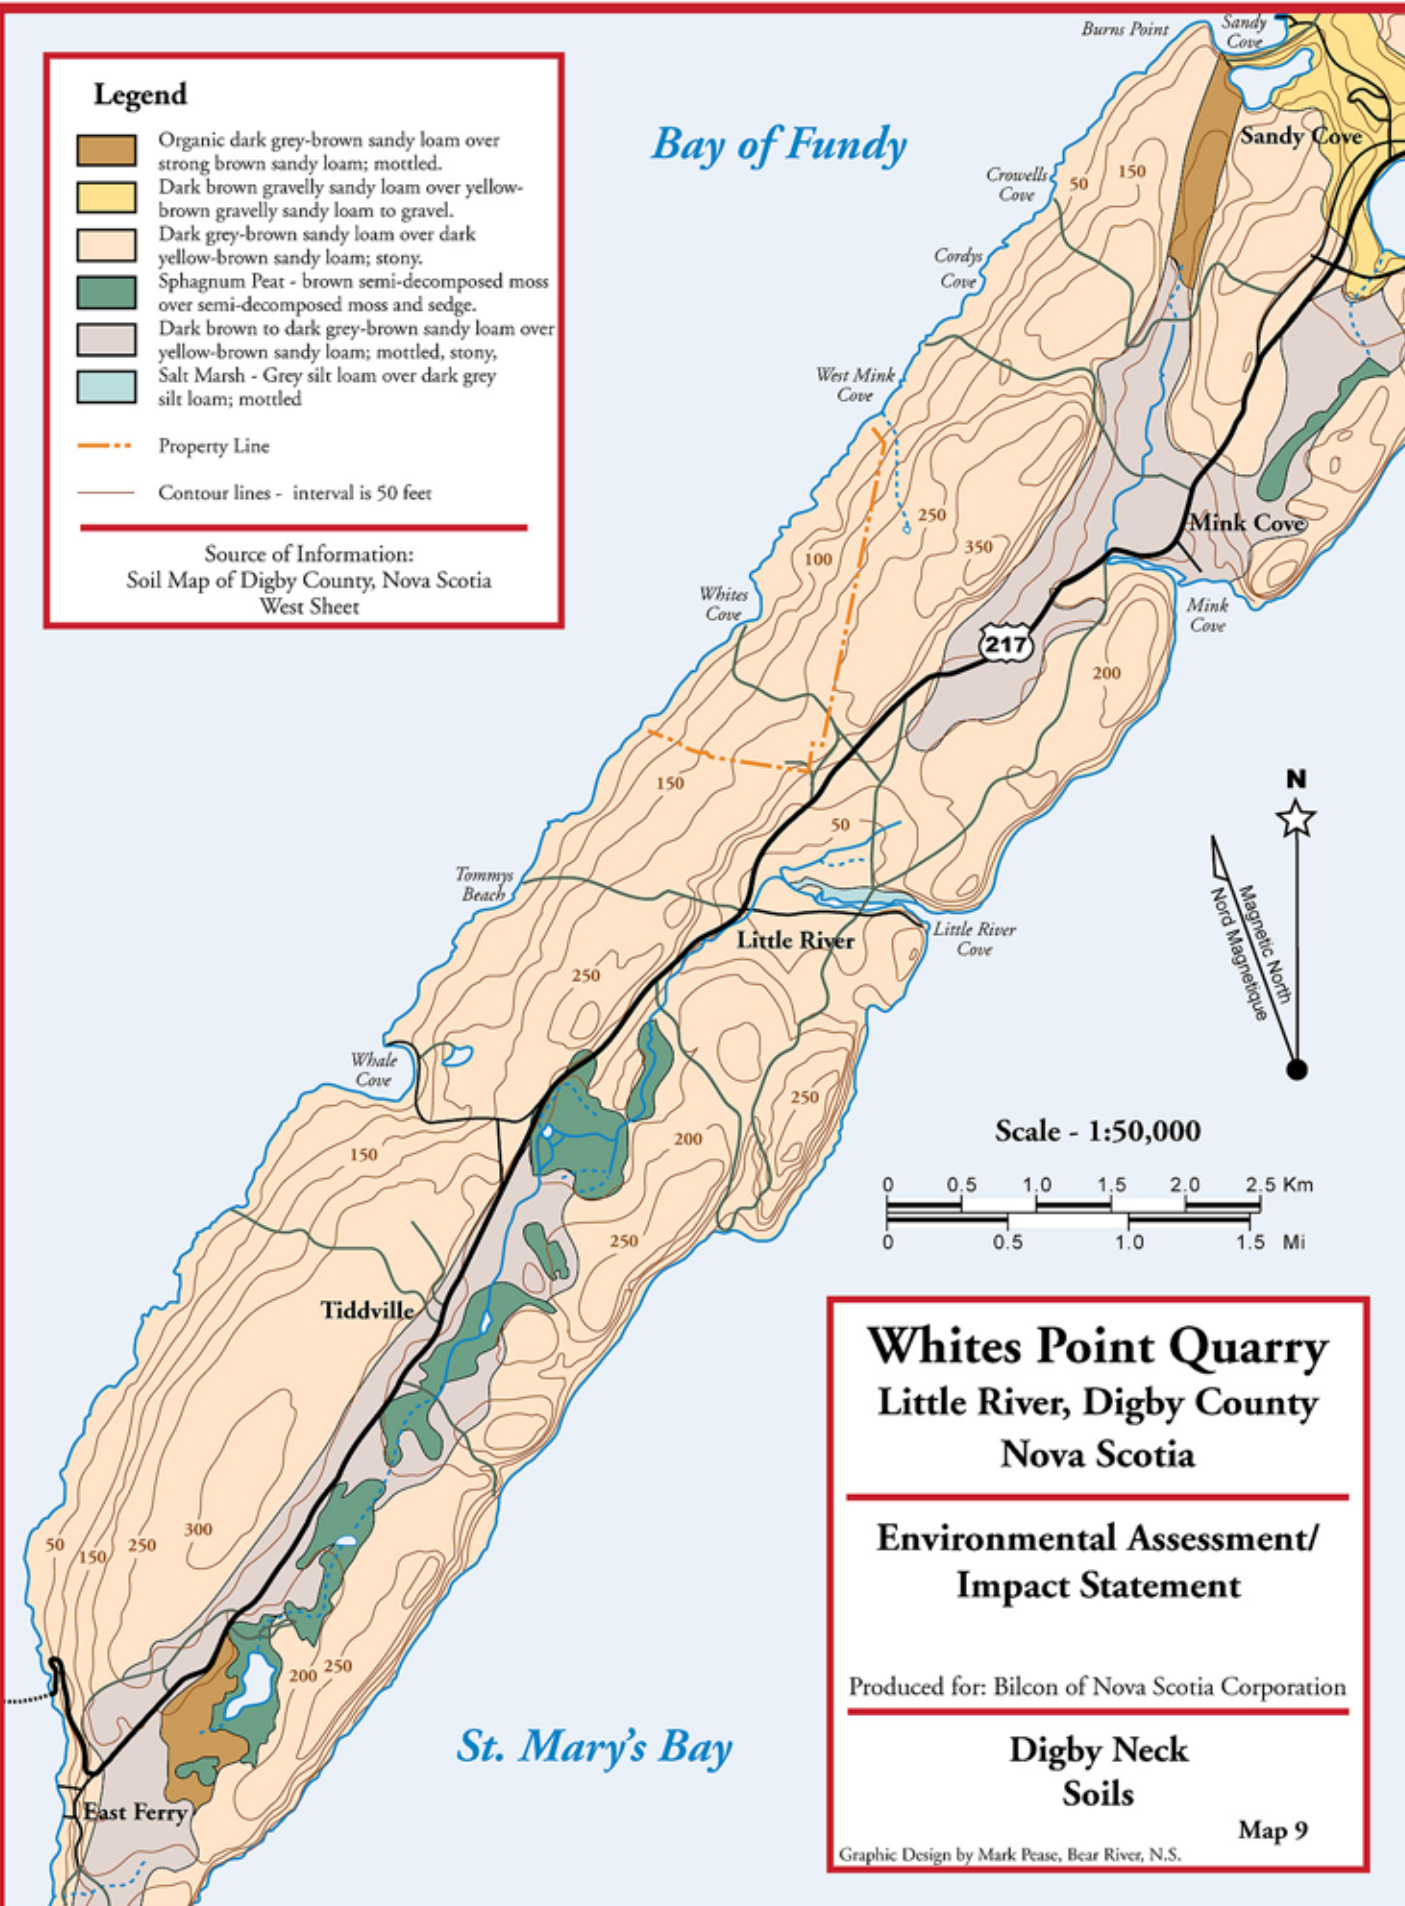 Burns Point
Sandy
Cove
Legend
Organic dark grey-brown sandy loam over
strong brown sandy loam; mottled.
Dark brown gravelly sandy loam over yellow-
brown gravelly sandy loam to gravel.
Dark grey-brown sandy loam over dark
yellow-brown sandy loam; stony.
Sphagnum Peat - brown semi-decomposed moss
over semi-decomposed moss and sedge.
Dark brown to dark grey-brown sandy loam over
yellow-brown sandy loam; mottled, stony,
Salt Marsh - Grey silt loam over dark grey
silt loam; mottled
Property Line
Contour lines - interval is 50 feet
Source of Information:
Soil Map of Digby County, Nova Scotia
West Sheet
Bay of Fundy
Sandy Cove
Crowells
Cove
50
150
Cordys
Cove
West Mink
Cove
250
350
100
Mink Cove
Whites
Cove
Mink
Cove
217
200
150
50
Tommys
Beach
Little River
Little River
Cove
250
Whale
Cove
250
150
200
250
Tiddville
50
150
250
300
200
250
East Ferry
St. Mary's Bay
N
Magnetic North
Nord Magnetique
Scale - 1:50,000
0 0.5 1.0 1.5 2.0 2.5 Km
0 0.5 1.0 1.5 Mi
Whites Point Quarry
Little River, Digby County
Nova Scotia
Environmental Assessment/
Impact Statement
Produced for: Bilcon of Nova Scotia Corporation
Digby Neck
Soils
Map 9
Graphic Design by Mark Pease, Bear River, N.S.